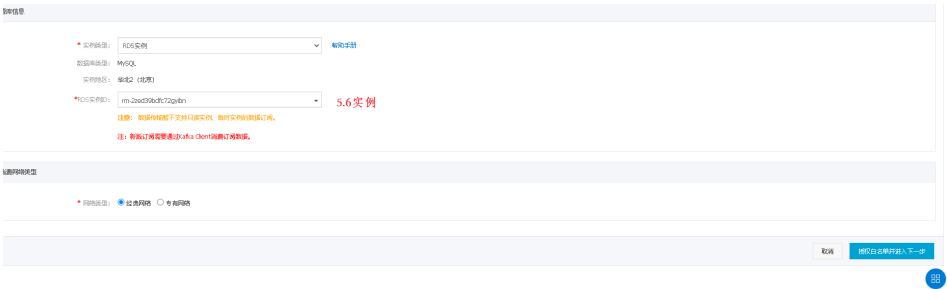 库信息
* 实例类型： RDS实例 帮助手册
数据库类型： MySQL
实例地区： 华北2（北京）
*RDS实例ID： rm-2zed39bdfc72gyibn 5.6实例
注意： 数据传输暂不支持只读实例、临时实例的数据订阅。
注：新版订阅需要通过Kafka Client消费订阅数据。
消费网络类型
* 网络类型： 经典网络 专有网络
取消 授权白名单并进入下一步